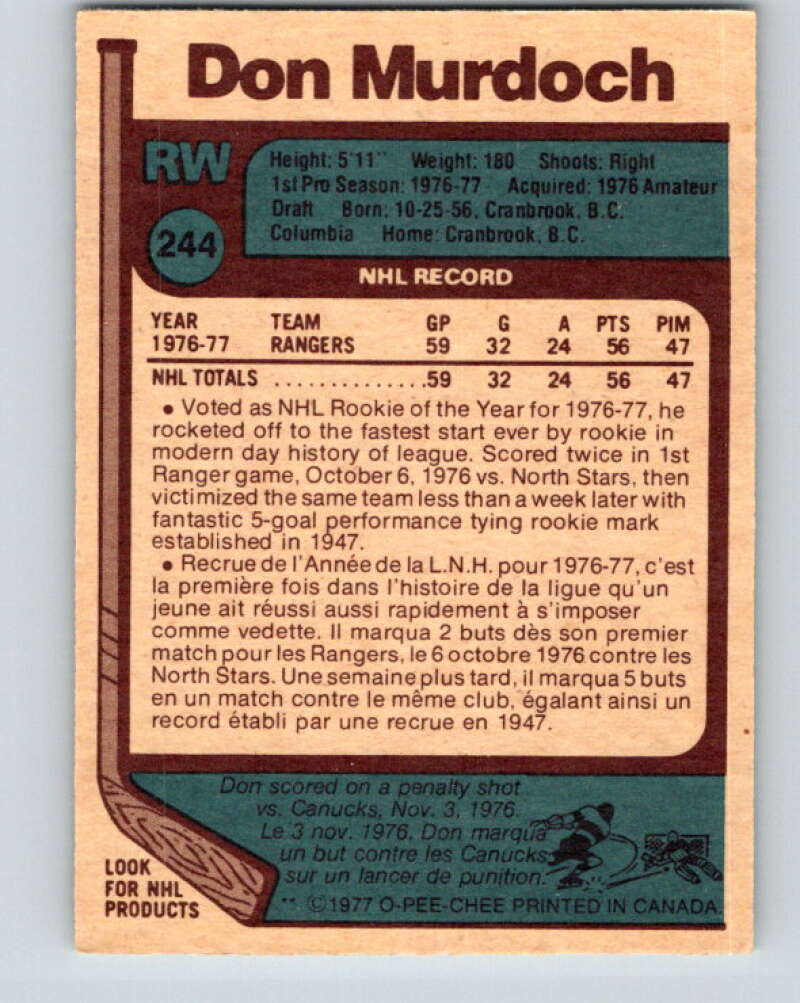 Don Murdoch
RW
Height: 5'11" Weight: 180 Shoots: Right
1st Pro Season: 1976-77 Acquired: 1976 Amateur
Draft Born: 10-25-56, Cranbrook, B.C.
Columbia Home: Cranbrook, B.C.
244
NHL RECORD
YEAR TEAM GP G A PTS PIM
1976-77 RANGERS 59 32 24 56 47
NHL TOTALS ..............59 32 24 56 47
• Voted as NHL Rookie of the Year for 1976-77, he
rocketed off to the fastest start ever by rookie in
modern day history of league. Scored twice in 1st
Ranger game, October 6, 1976 vs. North Stars, then
victimized the same team less than a week later with
fantastic 5-goal performance tying rookie mark
established in 1947.
• Recrue de l'Année de la L.N.H. pour 1976-77, c'est
la première fois dans l'histoire de la ligue qu'un
jeune ait réussi aussi rapidement à s'imposer
comme vedette. Il marqua 2 buts dès son premier
match pour les Rangers, le 6 octobre 1976 contre les
North Stars. Une semaine plus tard, il marqua 5 buts
en un match contre le même club, égalant ainsi un
record établi par une recrue en 1947.
Don scored on a penalty shot
vs. Canucks, Nov. 3, 1976.
Le 3 nov. 1976, Don marqua
un but contre les Canucks
sur un lancer de punition.
LOOK
FOR NHL
PRODUCTS
** ©1977 O-PEE-CHEE PRINTED IN CANADA